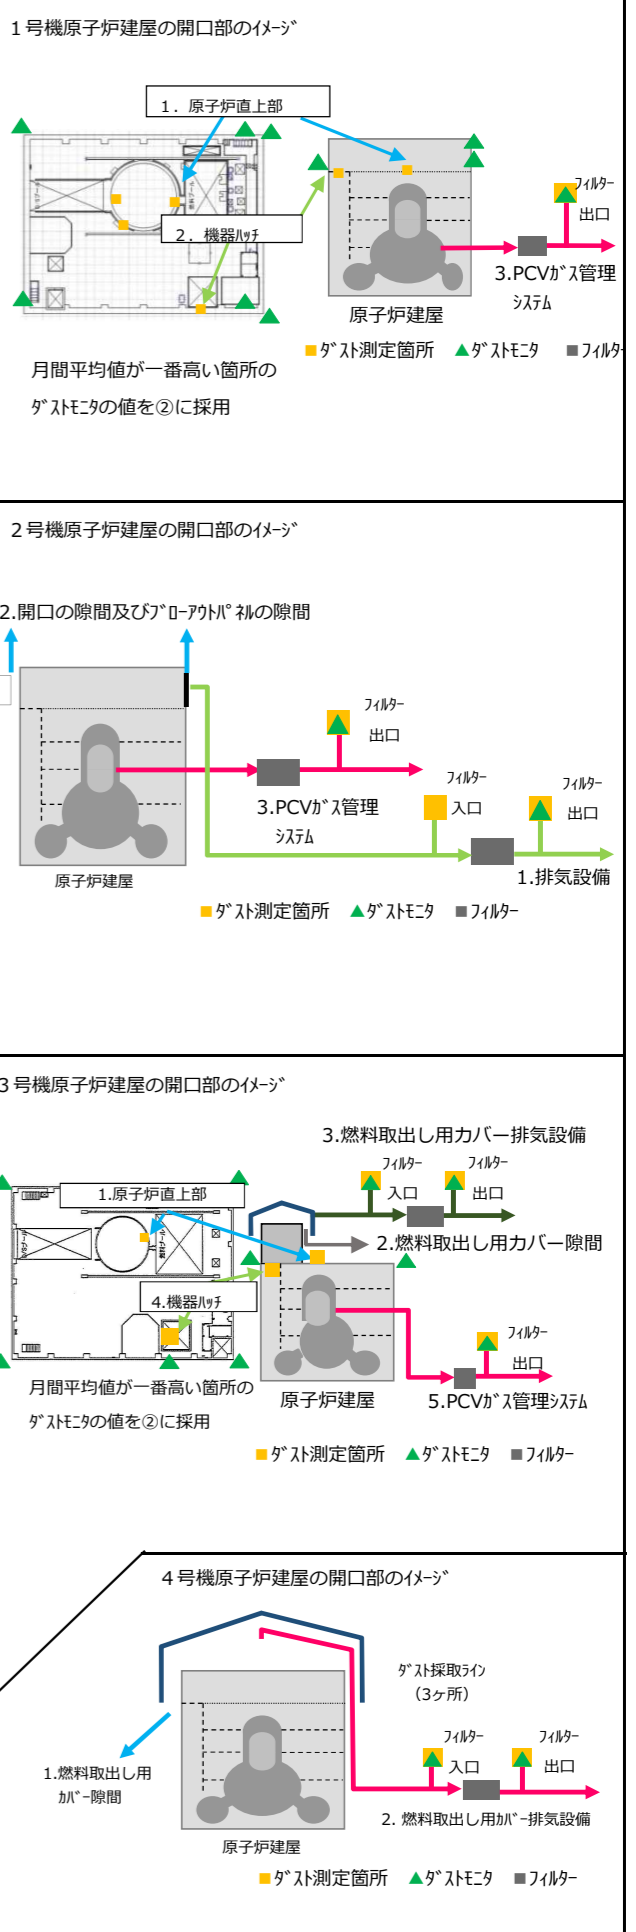 1号機原子炉建屋の開口部のｲﾒｰｼﾞ
1. 原子炉直上部
燃料ﾌﾟｰﾙ
2. 機器ﾊｯﾁ
ﾌｨﾙﾀｰ
出口
3.PCVｶﾞｽ管理
ｼｽﾃﾑ
原子炉建屋
ﾀﾞｽﾄ測定箇所 ﾀﾞｽﾄﾓﾆﾀ ﾌｨﾙﾀｰ
月間平均値が一番高い箇所の
ﾀﾞｽﾄﾓﾆﾀの値を②に採用
2号機原子炉建屋の開口部のｲﾒｰｼﾞ
2.開口の隙間及びﾌﾞﾛｰｱｳﾄﾊﾟﾈﾙの隙間
ﾌｨﾙﾀｰ
出口
3.PCVｶﾞｽ管理
ｼｽﾃﾑ
ﾌｨﾙﾀｰ
入口
ﾌｨﾙﾀｰ
出口
1.排気設備
原子炉建屋
ﾀﾞｽﾄ測定箇所 ﾀﾞｽﾄﾓﾆﾀ ﾌｨﾙﾀｰ
3号機原子炉建屋の開口部のｲﾒｰｼﾞ
3.燃料取出し用カバー排気設備
ﾌｨﾙﾀｰ
入口
ﾌｨﾙﾀｰ
出口
1.原子炉直上部
燃料ﾌﾟｰﾙ
2.燃料取出し用カバー隙間
4.機器ﾊｯﾁ
ﾌｨﾙﾀｰ
出口
5.PCVｶﾞｽ管理ｼｽﾃﾑ
原子炉建屋
月間平均値が一番高い箇所の
ﾀﾞｽﾄﾓﾆﾀの値を②に採用
ﾀﾞｽﾄ測定箇所 ﾀﾞｽﾄﾓﾆﾀ ﾌｨﾙﾀｰ
4号機原子炉建屋の開口部のｲﾒｰｼﾞ
ﾀﾞｽﾄ採取ﾗｲﾝ
（3ヶ所）
1.燃料取出し用
ｶﾊﾞｰ隙間
ﾌｨﾙﾀｰ
入口
ﾌｨﾙﾀｰ
出口
2. 燃料取出し用ｶﾊﾞｰ排気設備
原子炉建屋
ﾀﾞｽﾄ測定箇所 ﾀﾞｽﾄﾓﾆﾀ ﾌｨﾙﾀｰ